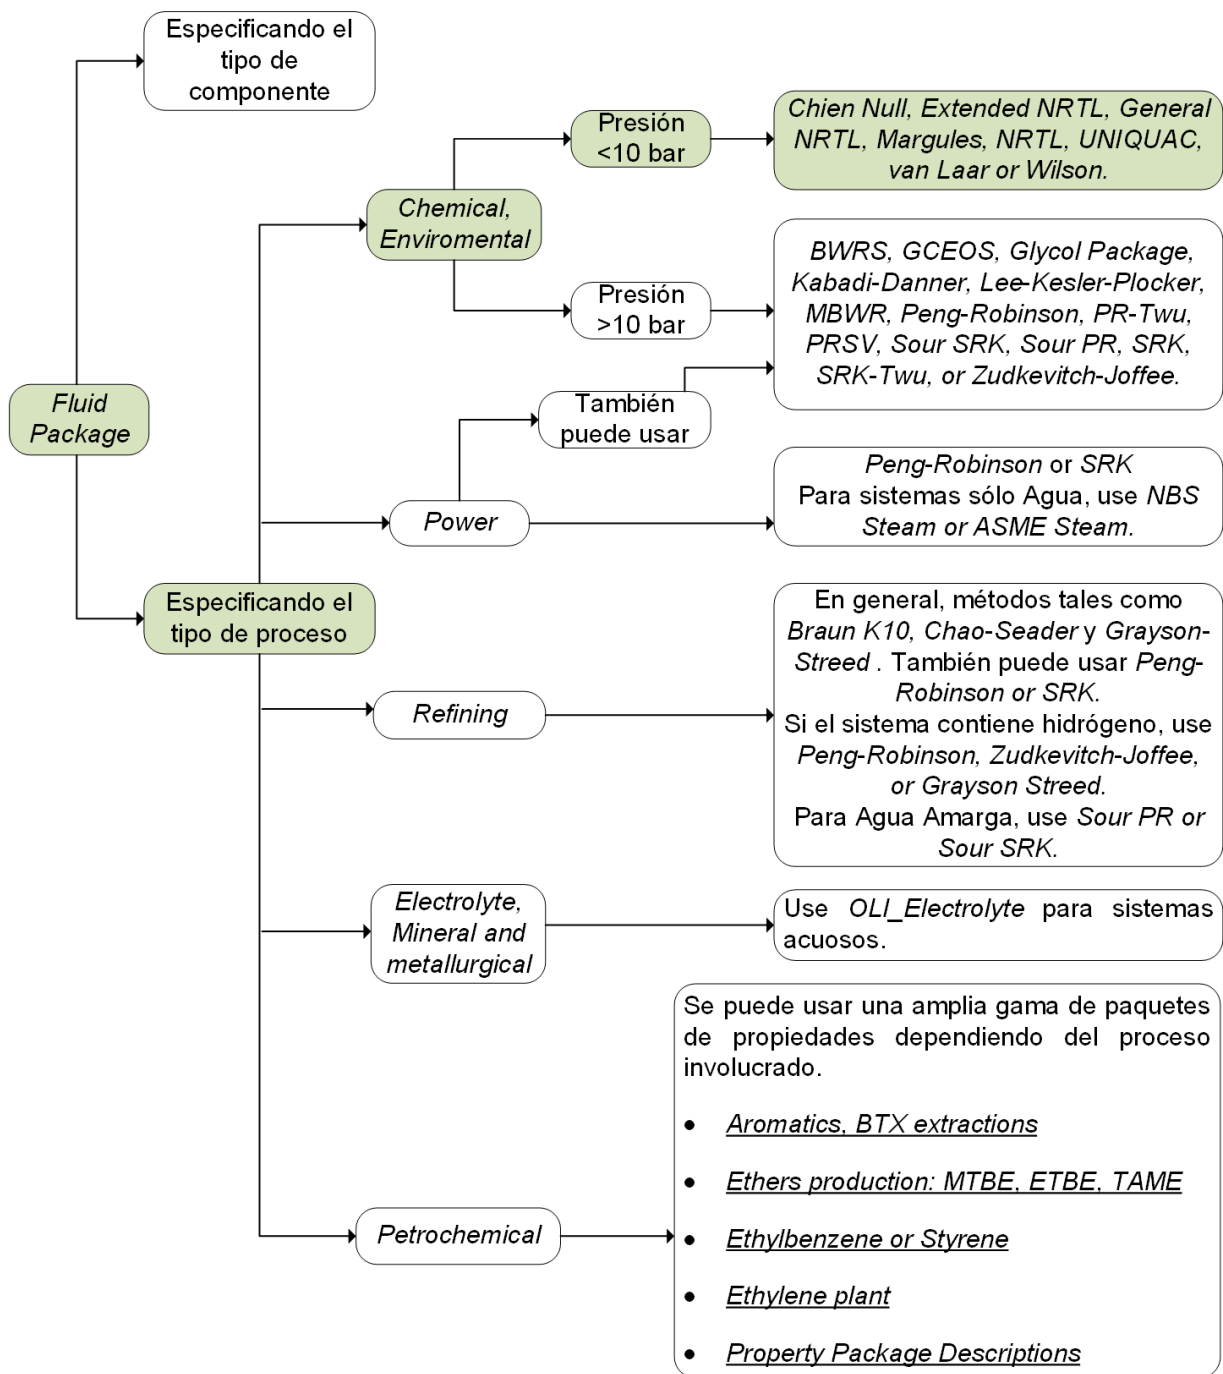 Especificando el
tipo de
componente
Presión
<10 bar
Chien Null, Extended NRTL, General
NRTL, Margules, NRTL, UNIQUAC,
van Laar or Wilson.
Chemical,
Enviromental
BWRS, GCEOS, Glycol Package,
Kabadi-Danner, Lee-Kesler-Plocker,
MBWR, Peng-Robinson, PR-Twu,
PRSV, Sour SRK, Sour PR, SRK,
SRK-Twu, or Zudkevitch-Joffee.
Presión
>10 bar
Fluid
Package
También
puede usar
Power
Peng-Robinson or SRK
Para sistemas sólo Agua, use NBS
Steam or ASME Steam.
Especificando el
tipo de proceso
Refining
En general, métodos tales como
Braun K10, Chao-Seader y Grayson-
Streed . También puede usar Peng-
Robinson or SRK.
Si el sistema contiene hidrógeno, use
Peng-Robinson, Zudkevitch-Joffee,
or Grayson Streed.
Para Agua Amarga, use Sour PR or
Sour SRK.
Electrolyte,
Mineral and
metallurgical
Use OLI_Electrolyte para sistemas
acuosos.
Petrochemical
Se puede usar una amplia gama de paquetes
de propiedades dependiendo del proceso
involucrado.
• Aromatics, BTX extractions
• Ethers production: MTBE, ETBE, TAME
• Ethylbenzene or Styrene
• Ethylene plant
• Property Package Descriptions